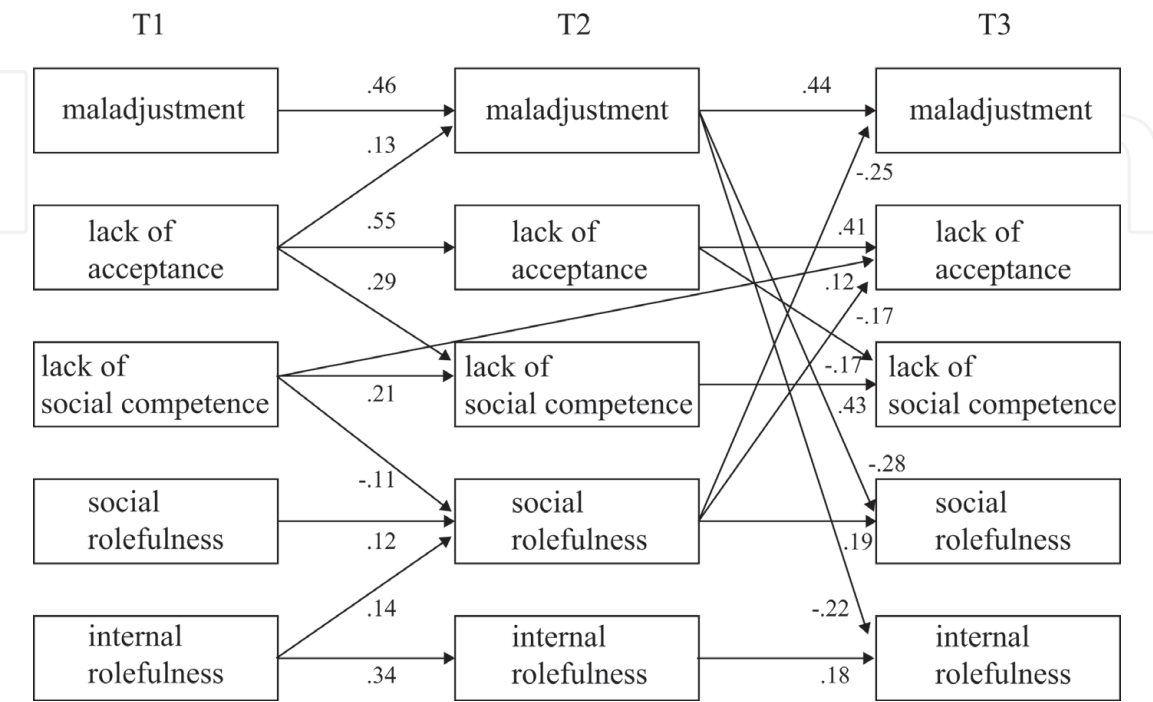 T1
T2
T3
maladjustment
.46
maladjustment
.44
maladjustment
.13
-.25
lack of
acceptance
.55
lack of
acceptance
.41
lack of
acceptance
.29
.12
-.17
lack of
social competence
.21
lack of
social competence
-.17
.43
lack of
social competence
-.11
-.28
social
rolefulness
.12
social
rolefulness
.19
social
rolefulness
.14
-.22
internal
rolefulness
.34
internal
rolefulness
.18
internal
rolefulness